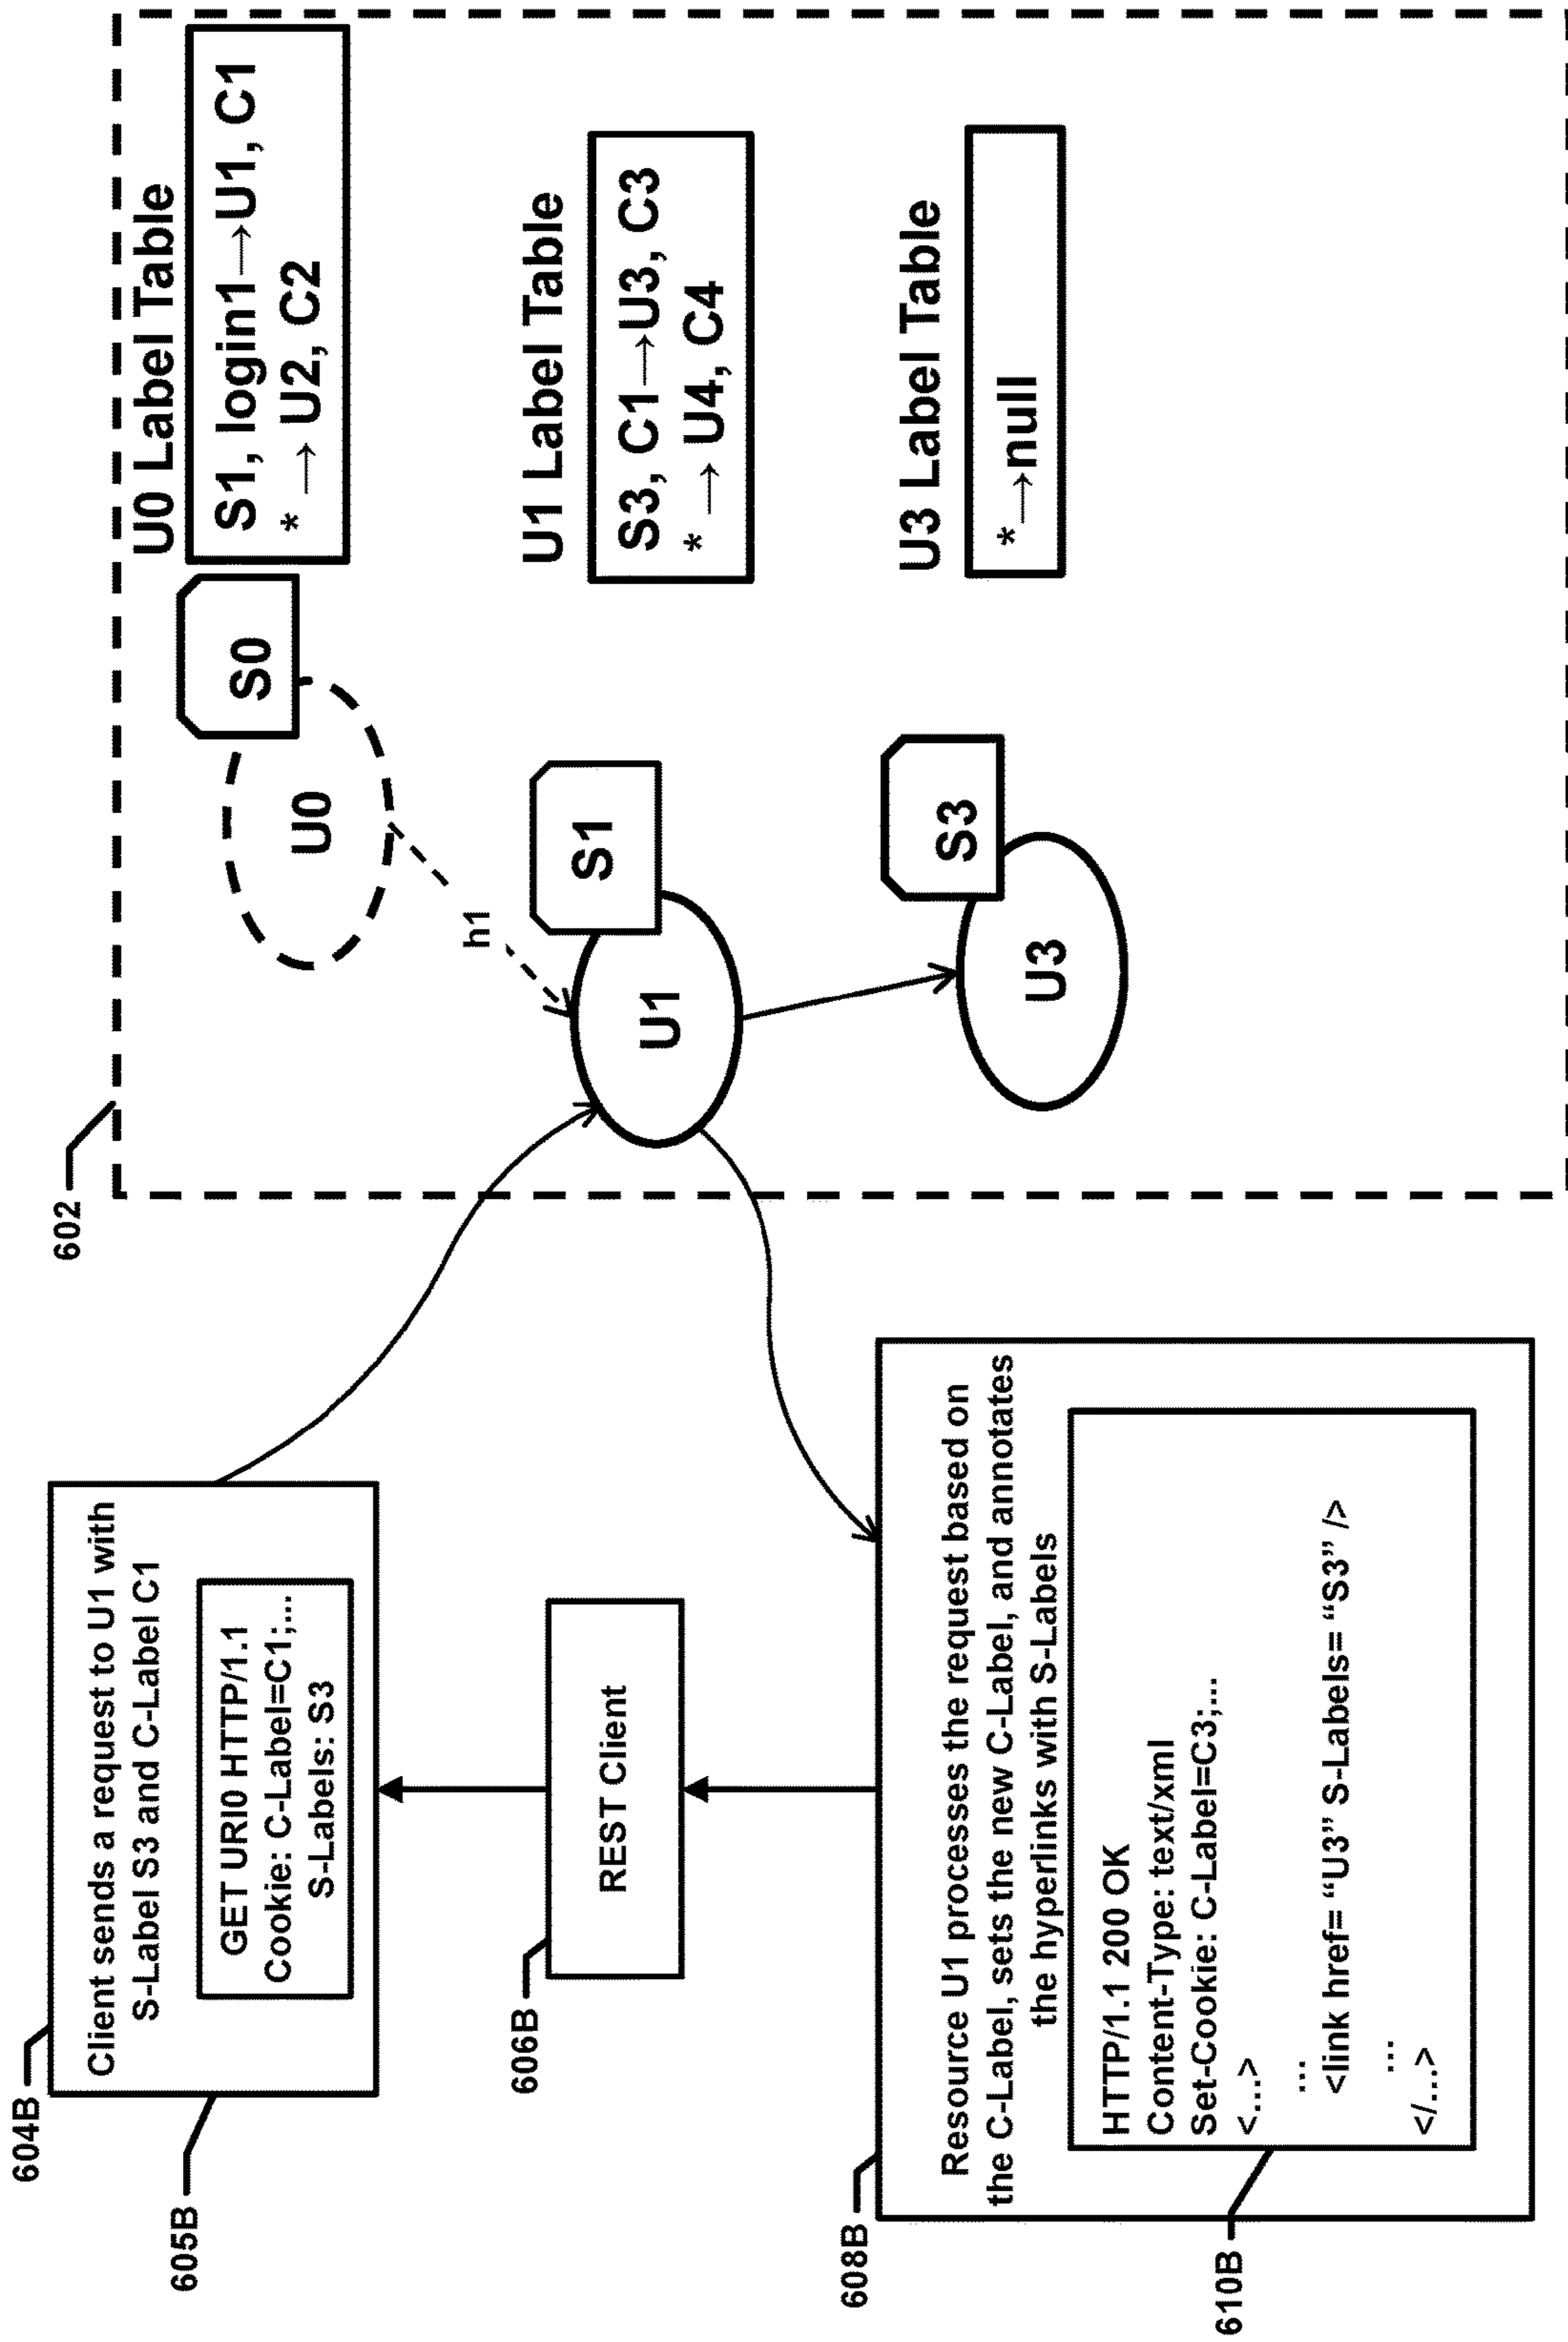 604B
Client sends a request to U1 with
S-Label S3 and C-Label C1
605B
GET URI0 HTTP/1.1
Cookie: C-Label=C1;...
S-Labels: S3
606B
REST Client
608B
Resource U1 processes the request based on
the C-Label, sets the new C-Label, and annotates
the hyperlinks with S-Labels
610B
HTTP/1.1 200 OK
Content-Type: text/xml
Set-Cookie: C-Label=C3;...
<...>
...
<link href= “U3” S-Labels= “S3” />
...
</...>
602
U0
S0
U0 Label Table
S1, login1→U1, C1
* → U2, C2
h1
U1
S1
U1 Label Table
S3, C1→U3, C3
* → U4, C4
U3
S3
U3 Label Table
*→null